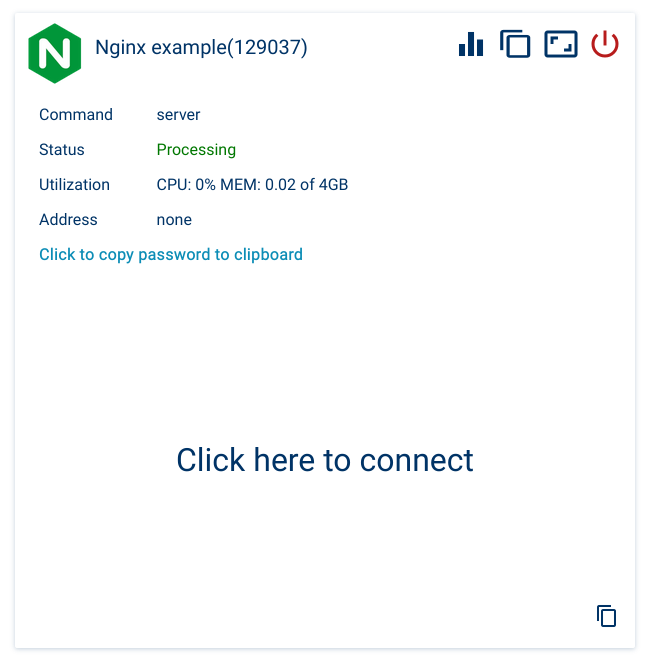 N
Nginx example(129037)
Command server
Status Processing
Utilization CPU: 0% MEM: 0.02 of 4GB
Address none
Click to copy password to clipboard
Click here to connect